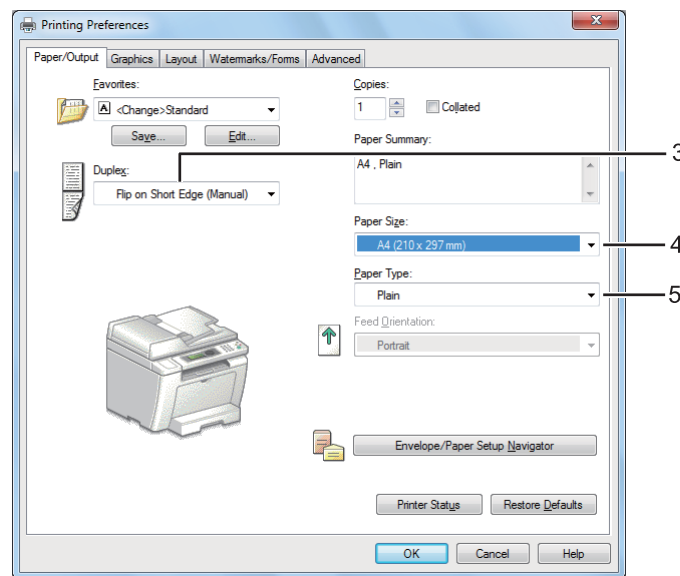 Printing Preferences
Paper/Output Graphics Layout Watermarks/Forms Advanced
Favorites:
A <Change>Standard
Save... Edit...
Duplex:
Flip on Short Edge (Manual)
Copies:
1 Collated
Paper Summary:
A4 , Plain
3
Paper Size:
A4 (210 x 297 mm)
4
Paper Type:
Plain
5
Feed Orientation:
Portrait
Envelope/Paper Setup Navigator
Printer Status Restore Defaults
OK Cancel Help